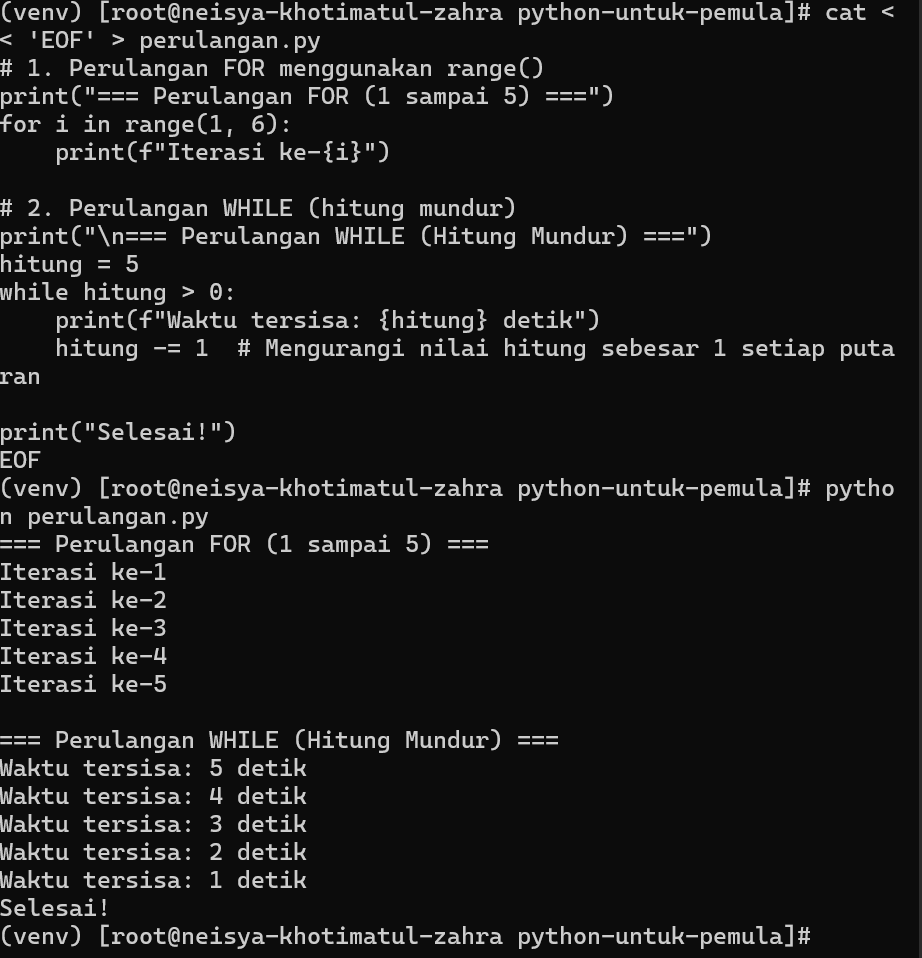 (venv) [root@neisya-khotimatul-zahra python-untuk-pemula]# cat <
< 'EOF' > perulangan.py
# 1. Perulangan FOR menggunakan range()
print("=== Perulangan FOR (1 sampai 5) ===")
for i in range(1, 6):
    print(f"Iterasi ke-{i}")

# 2. Perulangan WHILE (hitung mundur)
print("\n=== Perulangan WHILE (Hitung Mundur) ===")
hitung = 5
while hitung > 0:
    print(f"Waktu tersisa: {hitung} detik")
    hitung -= 1  # Mengurangi nilai hitung sebesar 1 setiap puta
ran

print("Selesai!")
EOF
(venv) [root@neisya-khotimatul-zahra python-untuk-pemula]# pytho
n perulangan.py
=== Perulangan FOR (1 sampai 5) ===
Iterasi ke-1
Iterasi ke-2
Iterasi ke-3
Iterasi ke-4
Iterasi ke-5

=== Perulangan WHILE (Hitung Mundur) ===
Waktu tersisa: 5 detik
Waktu tersisa: 4 detik
Waktu tersisa: 3 detik
Waktu tersisa: 2 detik
Waktu tersisa: 1 detik
Selesai!
(venv) [root@neisya-khotimatul-zahra python-untuk-pemula]#